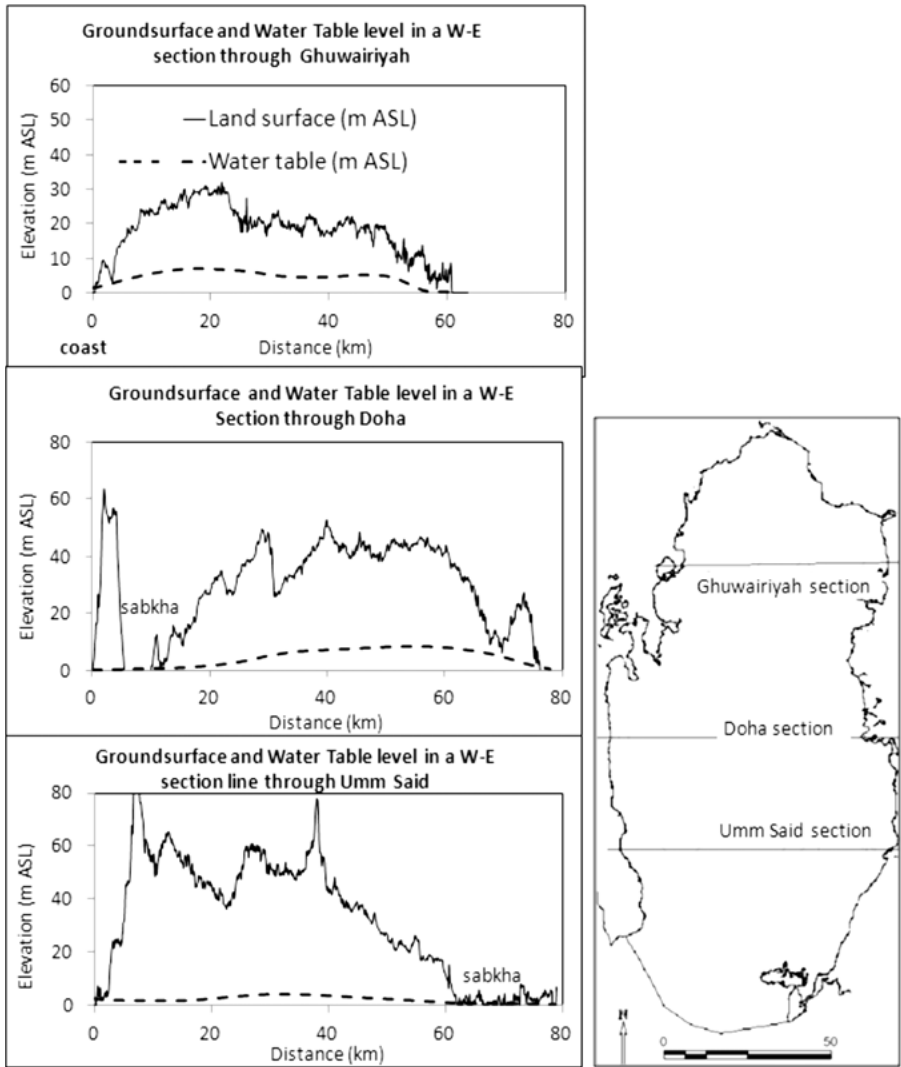 Groundsurface and Water Table level in a W-E
section through Ghuwairiyah
Elevation (m ASL)
60
50
40
30
20
10
0
Land surface (m ASL)
Water table (m ASL)
0
20
40
60
80
coast
Distance (km)
Groundsurface and Water Table level in a W-E
Section through Doha
Elevation (m ASL)
80
60
40
20
0
sabkha
0
20
40
60
80
Distance (km)
Groundsurface and Water Table level in a W-E
section line through Umm Said
Elevation (m ASL)
80
60
40
20
0
sabkha
0
20
40
60
80
Distance (km)
Ghuwairiyah section
Doha section
Umm Said section
N
0
50